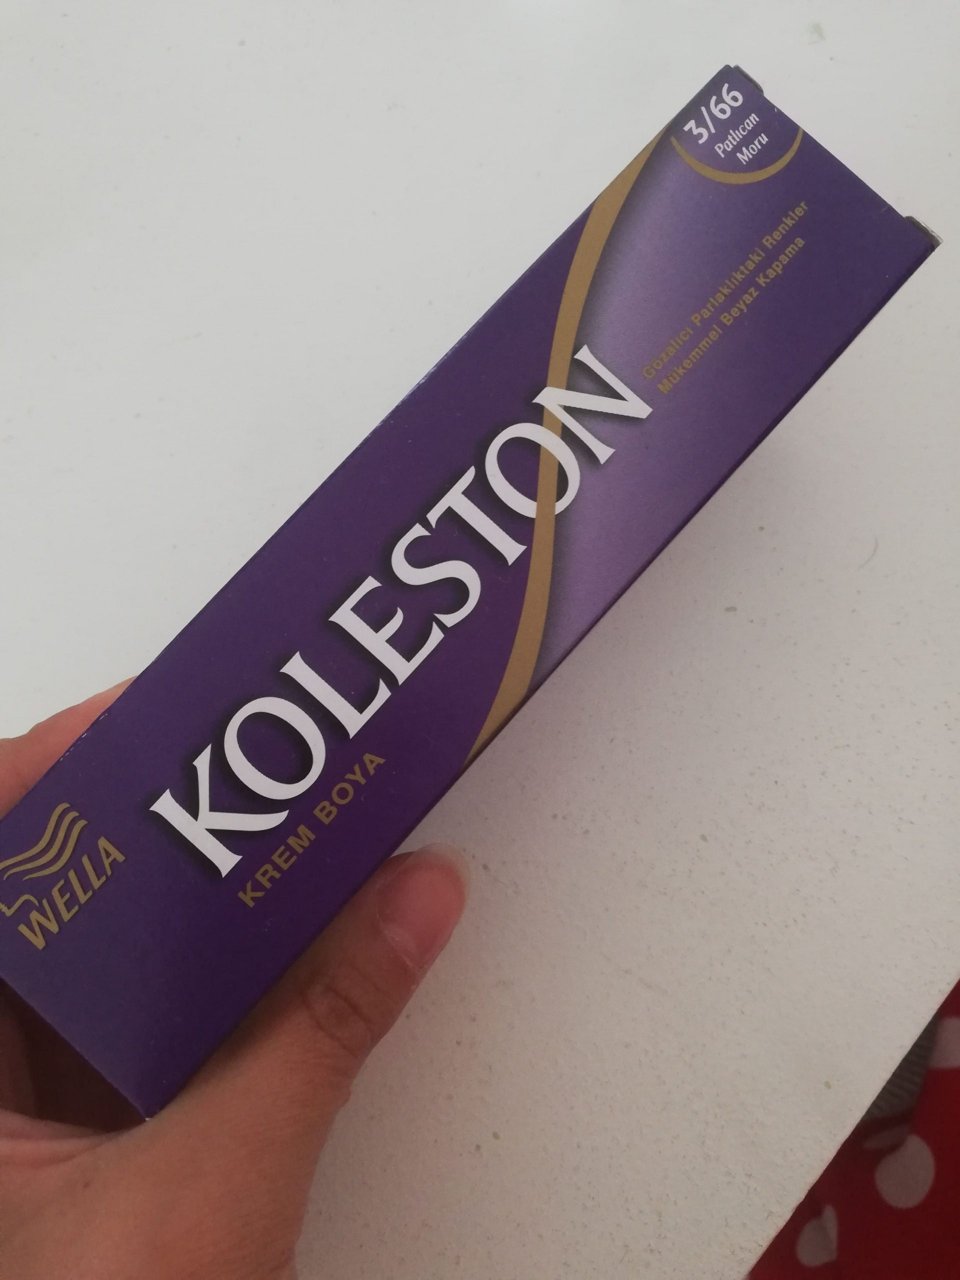 3/66
Patlıcan
Moru
Gözalıcı Parlaklıktaki Renkler
Mükemmel Beyaz Kapama
KOLESTON
KREM BOYA
WELLA